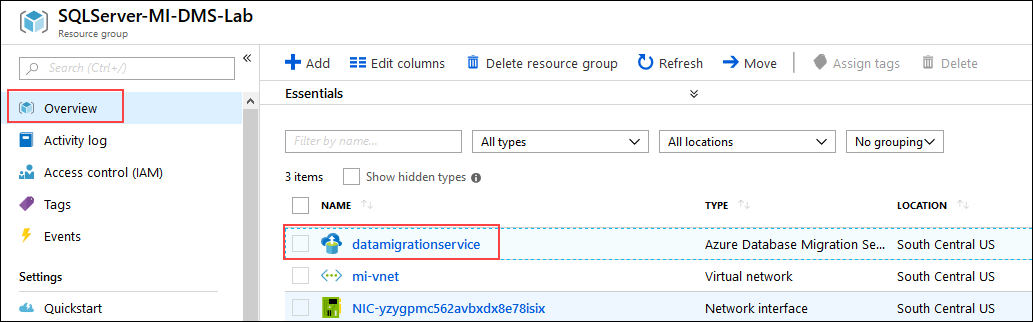 SQLServer-MI-DMS-Lab
Resource group
Search (Ctrl+/)
Overview
Activity log
Access control (IAM)
Tags
Events
Settings
Quickstart
Add Edit columns Delete resource group Refresh Move Assign tags Delete
Essentials
Filter by name... All types All locations No grouping
3 items Show hidden types
NAME TYPE LOCATION
datamigrationservice Azure Database Migration Se... South Central US
mi-vnet Virtual network South Central US
NIC-yzygpmc562avbxdx8e78isix Network interface South Central US